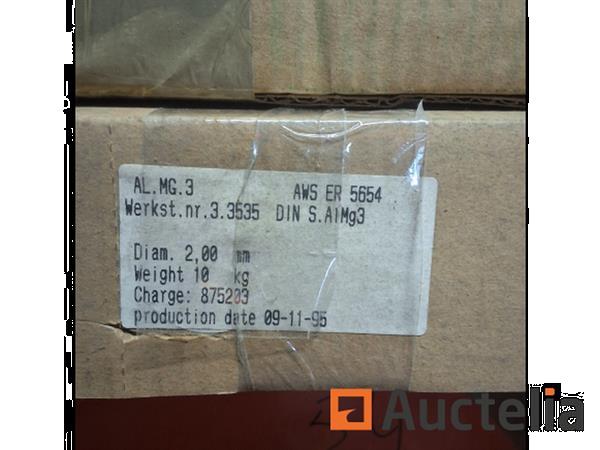 AL.MG.3 AWS ER 5654
Werkst.nr.3.3535 DIN S.AlMg3
Diam. 2,00 mm
Weight 10 kg
Charge: 875203
production date 09-11-95
Auctelia